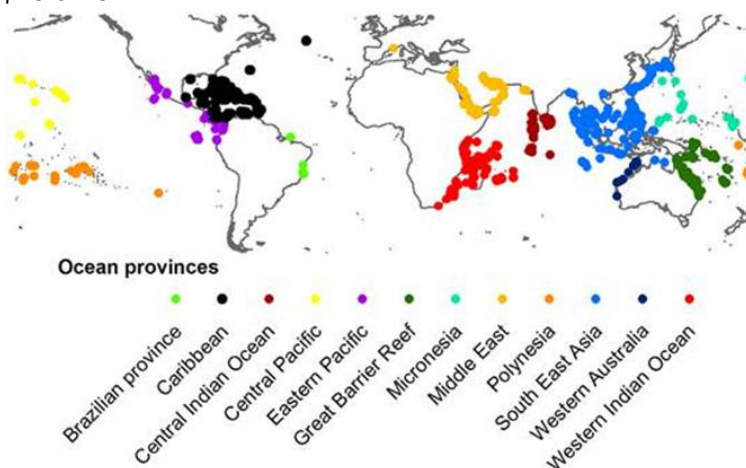 Ocean provinces
Brazilian province
Caribbean
Central Indian Ocean
Central Pacific
Eastern Pacific
Great Barrier Reef
Micronesia
Middle East
Polynesia
South East Asia
Western Australia
Western Indian Ocean